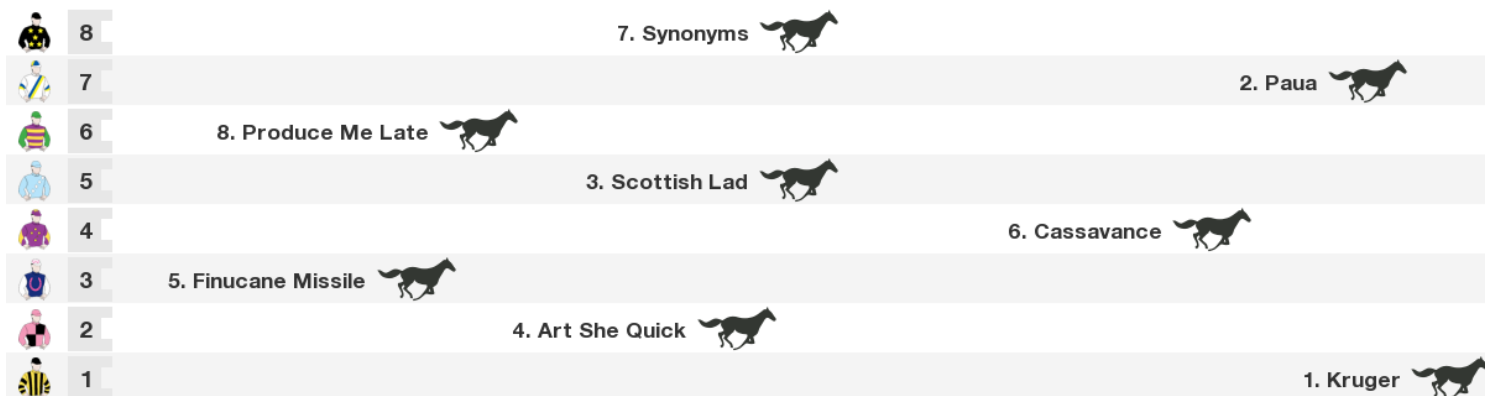 8 7. Synonyms
7 2. Paua
6 8. Produce Me Late
5 3. Scottish Lad
4 6. Cassavance
3 5. Finucane Missile
2 4. Art She Quick
1 1. Kruger